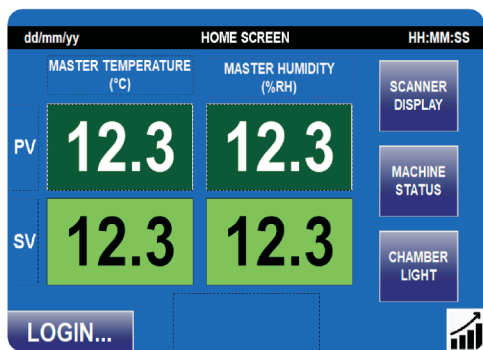 dd/mm/yy HOME SCREEN HH:MM:SS
MASTER TEMPERATURE
(°C)
MASTER HUMIDITY
(%RH)
SCANNER
DISPLAY
PV 12.3 12.3
MACHINE
STATUS
SV 12.3 12.3
CHAMBER
LIGHT
LOGIN...